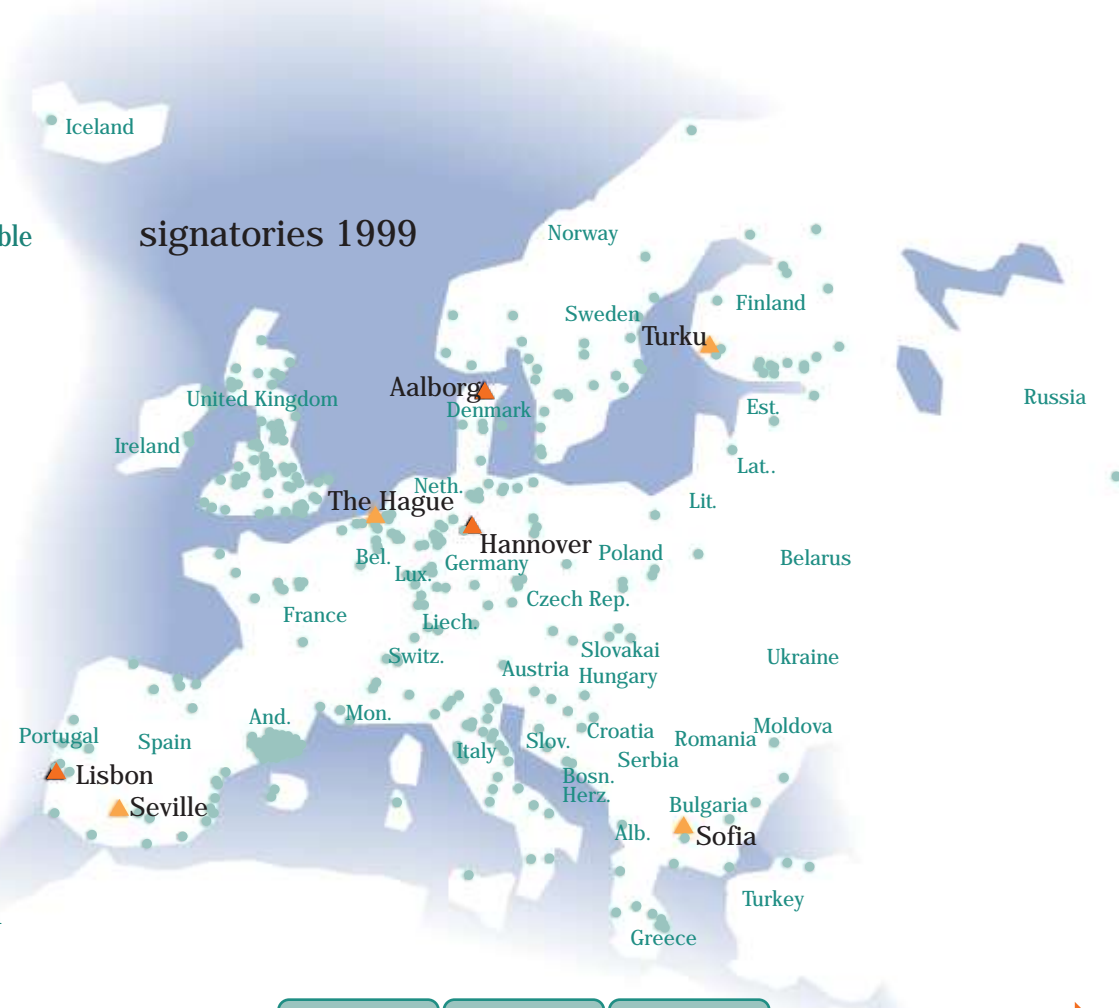 Iceland
ble
signatories 1999
Norway
Finland
Sweden
Turku
Aalborg
United Kingdom
Denmark
Russia
Est.
Ireland
Lat..
Neth.
The Hague
Lit.
Hannover
Bel.
Germany
Poland
Belarus
Lux.
Czech Rep.
France
Liech.
Slovakai
Switz.
Austria
Hungary
Ukraine
And.
Mon.
Portugal
Spain
Italy
Slov.
Croatia
Romania
Moldova
Serbia
Lisbon
Bosn.
Herz.
Seville
Bulgaria
Alb.
Sofia
Turkey
Greece